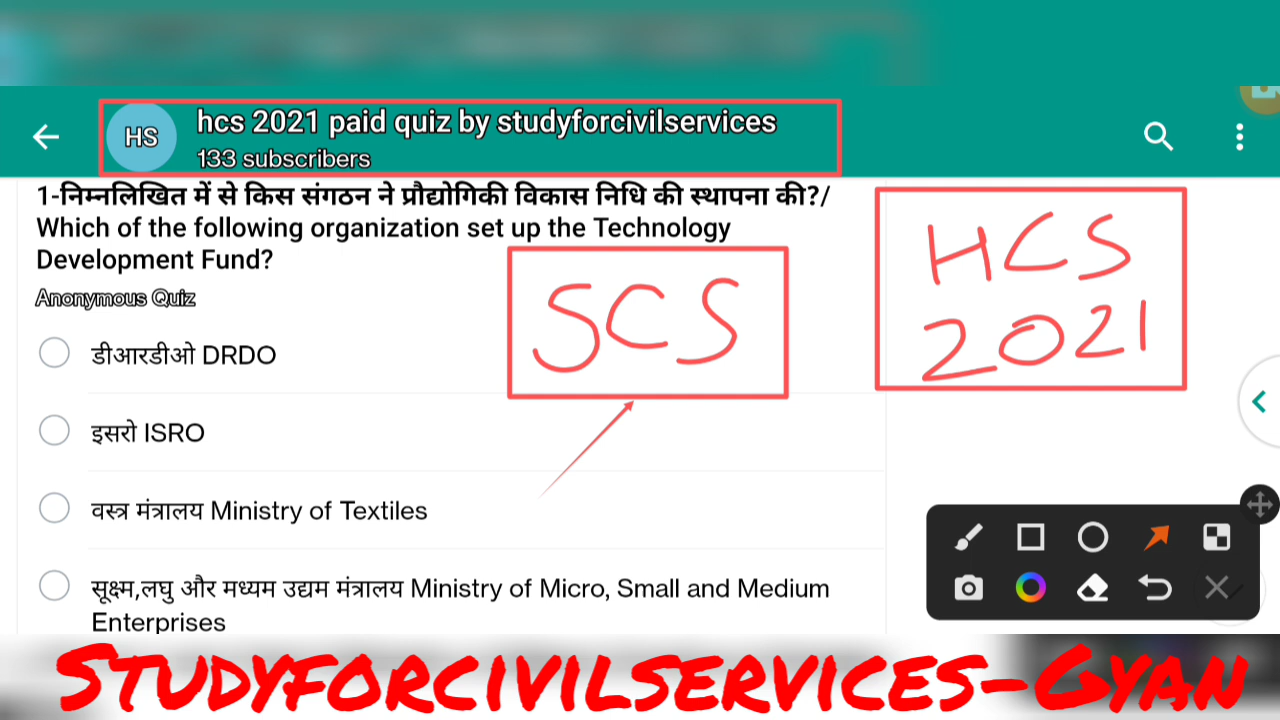 HS
hcs 2021 paid quiz by studyforcivilservices
133 subscribers
1-निम्नलिखित में से किस संगठन ने प्रौद्योगिकी विकास निधि की स्थापना की?/
Which of the following organization set up the Technology
Development Fund?
Anonymous Quiz
SCS
HCS
2021
डीआरडीओ DRDO
इसरो ISRO
वस्त्र मंत्रालय Ministry of Textiles
सूक्ष्म,लघु और मध्यम उद्यम मंत्रालय Ministry of Micro, Small and Medium
Enterprises
Studyforcivilservices-Gyan